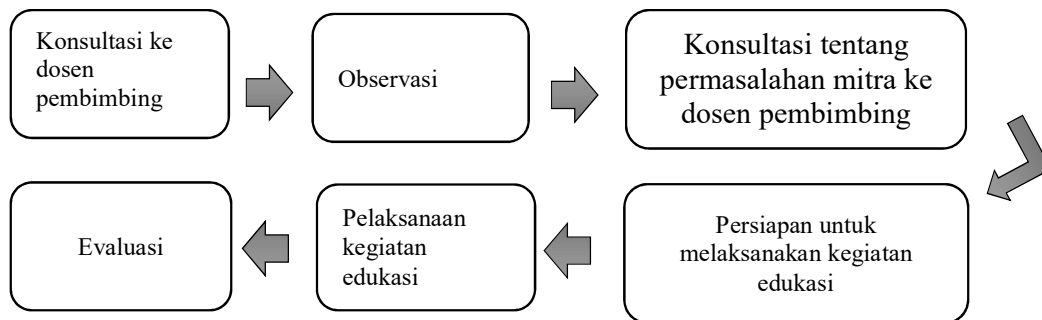 Konsultasi ke
dosen
pembimbing
Observasi
Konsultasi tentang
permasalahan mitra ke
dosen pembimbing
Persiapan untuk
melaksanakan kegiatan
edukasi
Pelaksanaan
kegiatan
edukasi
Evaluasi